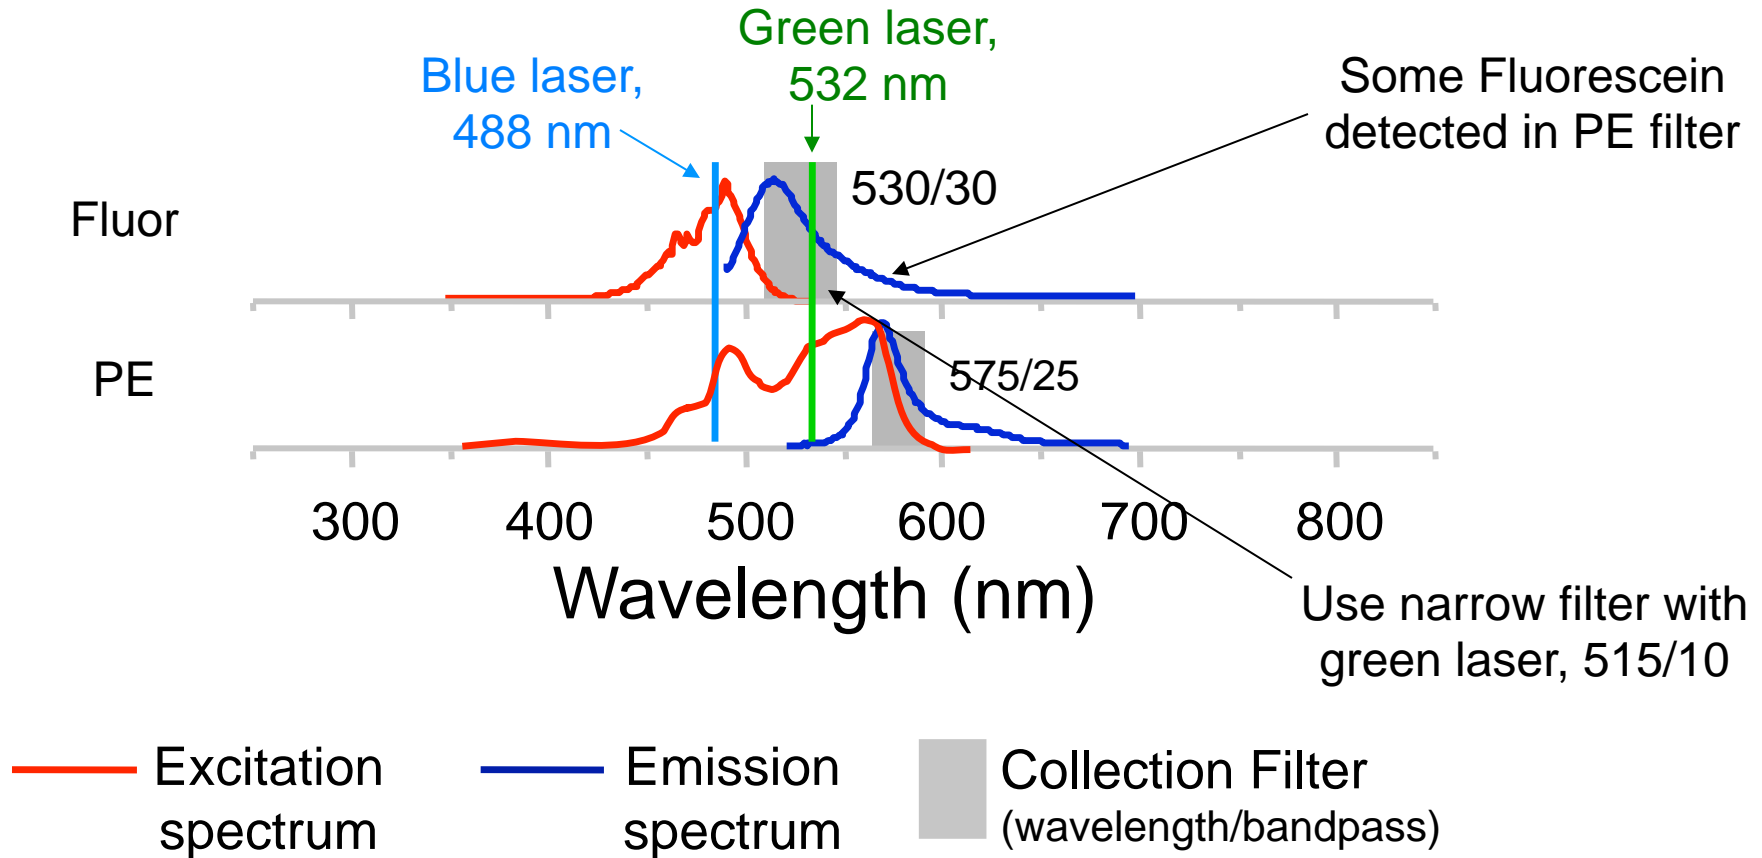 Green laser,
532 nm
Blue laser,
488 nm
Some Fluorescein
detected in PE filter
Fluor
530/30
PE
575/25
300 400 500 600 700 800
Wavelength (nm)
Use narrow filter with
green laser, 515/10
Excitation
spectrum
Emission
spectrum
Collection Filter
(wavelength/bandpass)